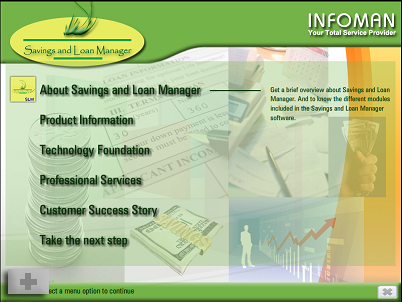 INFOMAN
Your Total Service Provider
Savings and Loan Manager
About Savings and Loan Manager
SLM
Get a brief overview about Savings and Loan
Manager. And to know the different modules
included in the Savings and Loan Manager
software.
Product Information
Technology Foundation
Professional Services
Customer Success Story
Take the next step
ect a menu option to continue